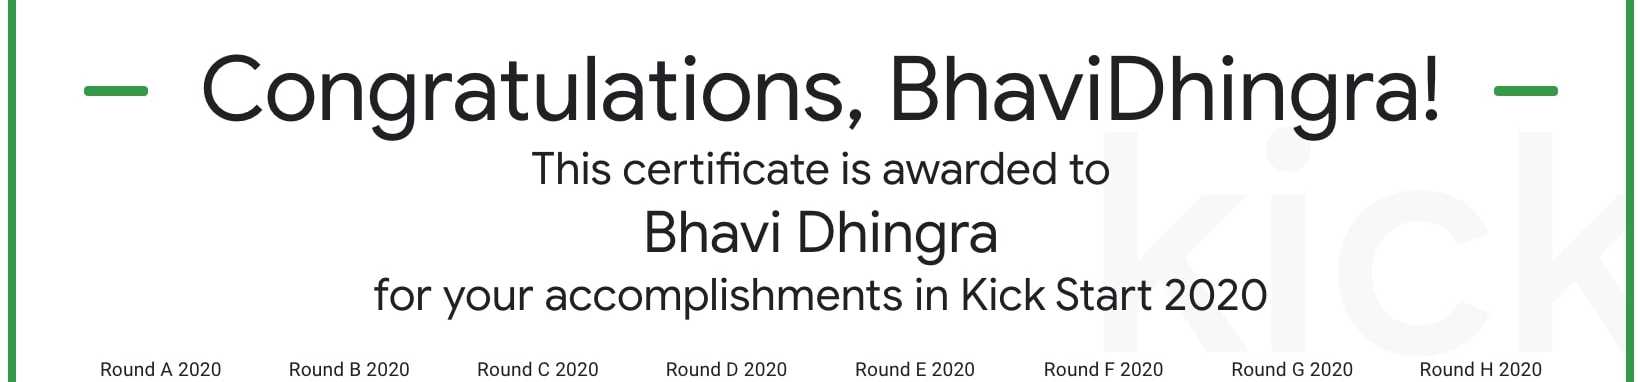 Congratulations, BhaviDhingra!
This certificate is awarded to
Bhavi Dhingra
for your accomplishments in Kick Start 2020
kick
Round A 2020 Round B 2020 Round C 2020 Round D 2020 Round E 2020 Round F 2020 Round G 2020 Round H 2020